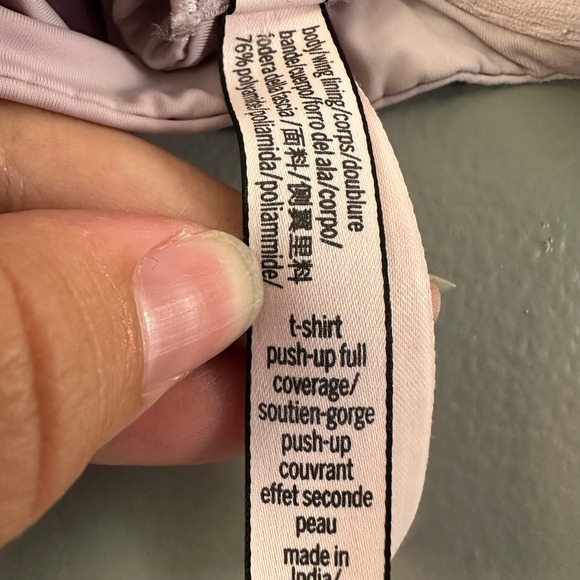 body/wing lining/corps/doublure
bande/cuerpo/forro del ala/corpo/
fodera della fascia/面料/侧翼里料
76% polyamide/poliamida/poliammide/
t-shirt
push-up full
coverage/
soutien-gorge
push-up
couvrant
effet seconde
peau
made in
India/